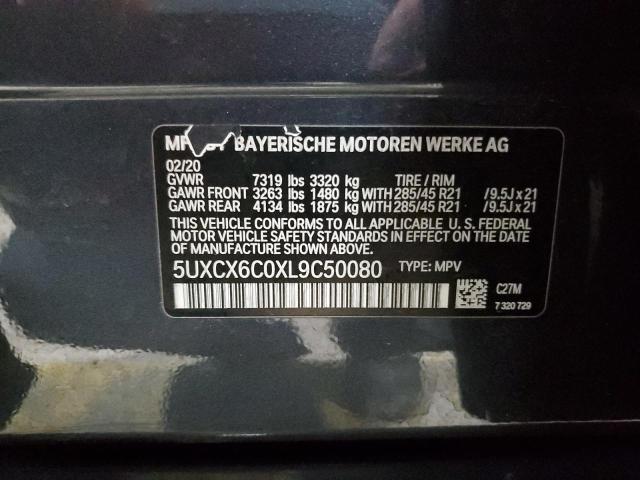 BAYERISCHE MOTOREN WERKE AG
02/20
GVWR 7319 lbs 3320 kg TIRE / RIM
GAWR FRONT 3263 lbs 1480 kg WITH 285/45 R21 /9.5J x 21
GAWR REAR 4134 lbs 1875 kg WITH 285/45 R21 /9.5J x 21
THIS VEHICLE CONFORMS TO ALL APPLICABLE U. S. FEDERAL
MOTOR VEHICLE SAFETY STANDARDS IN EFFECT ON THE DATE
OF MANUFACTURE SHOWN ABOVE.
5UXCX6C0XL9C50080 TYPE: MPV
C27M
7 320 729